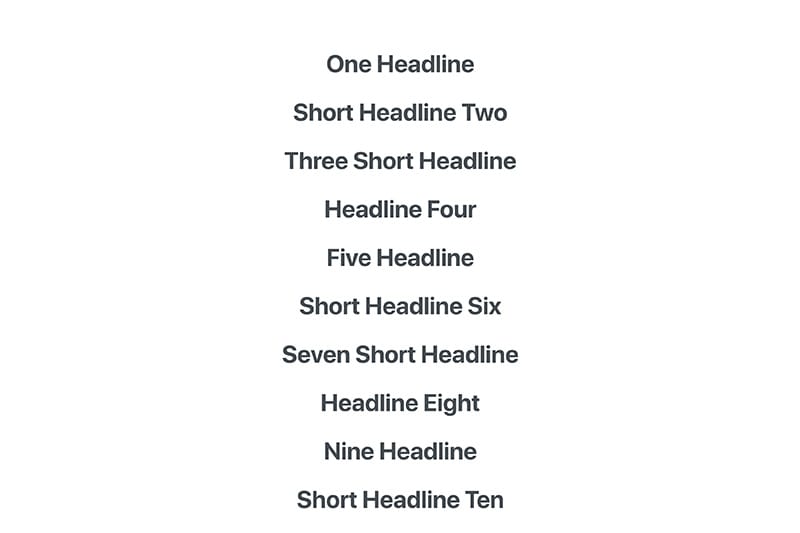 One Headline
Short Headline Two
Three Short Headline
Headline Four
Five Headline
Short Headline Six
Seven Short Headline
Headline Eight
Nine Headline
Short Headline Ten